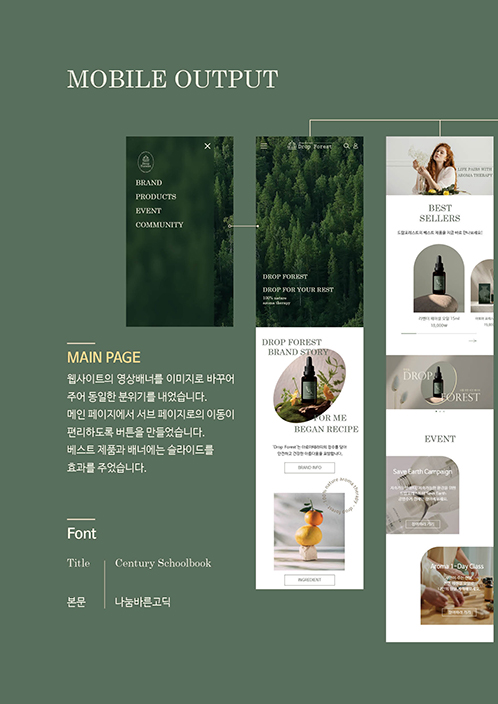 MOBILE OUTPUT
BRAND
PRODUCTS
EVENT
COMMUNITY
Drop Forest
DROP FOREST
DROP FOR YOUR REST
100% nature
aroma therapy
DROP FOREST
BRAND STORY
FOR ME
BEGAN RECIPE
BRAND INFO
100% nature aroma therapy
INGREDIENT
LIFE PAIRS WITH
AROMA THERAPY
BEST
SELLERS
드롭포레스트의 베스트 제품을 지금 바로 만나보세요!
18,000₩
DROP
FOREST
EVENT
Save Earth Campaign
Aroma 1-Day Class
MAIN PAGE
웹사이트의 영상배너를 이미지로 바꾸어
주어 동일한 분위기를 내었습니다.
메인 페이지에서 서브 페이지로의 이동이
편리하도록 버튼을 만들었습니다.
베스트 제품과 배너에는 슬라이드를
효과를 주었습니다.
Font
Title
Century Schoolbook
본문
나눔바른고딕